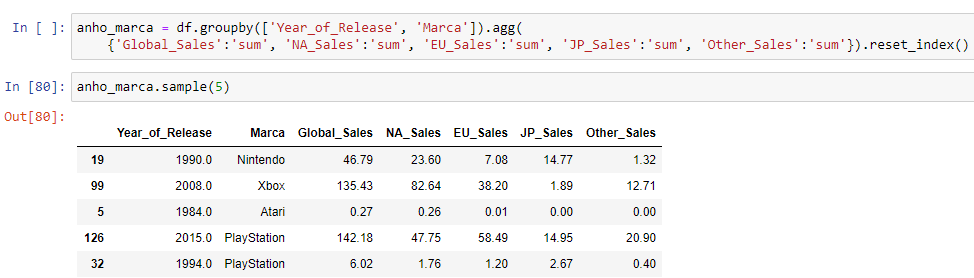 In [ ]: anho_marca = df.groupby(['Year_of_Release', 'Marca']).agg(
{'Global_Sales':'sum', 'NA_Sales':'sum', 'EU_Sales':'sum', 'JP_Sales':'sum', 'Other_Sales':'sum'}).reset_index()
In [80]: anho_marca.sample(5)
Out[80]:
Year_of_Release Marca Global_Sales NA_Sales EU_Sales JP_Sales Other_Sales
19 1990.0 Nintendo 46.79 23.60 7.08 14.77 1.32
99 2008.0 Xbox 135.43 82.64 38.20 1.89 12.71
5 1984.0 Atari 0.27 0.26 0.01 0.00 0.00
126 2015.0 PlayStation 142.18 47.75 58.49 14.95 20.90
32 1994.0 PlayStation 6.02 1.76 1.20 2.67 0.40